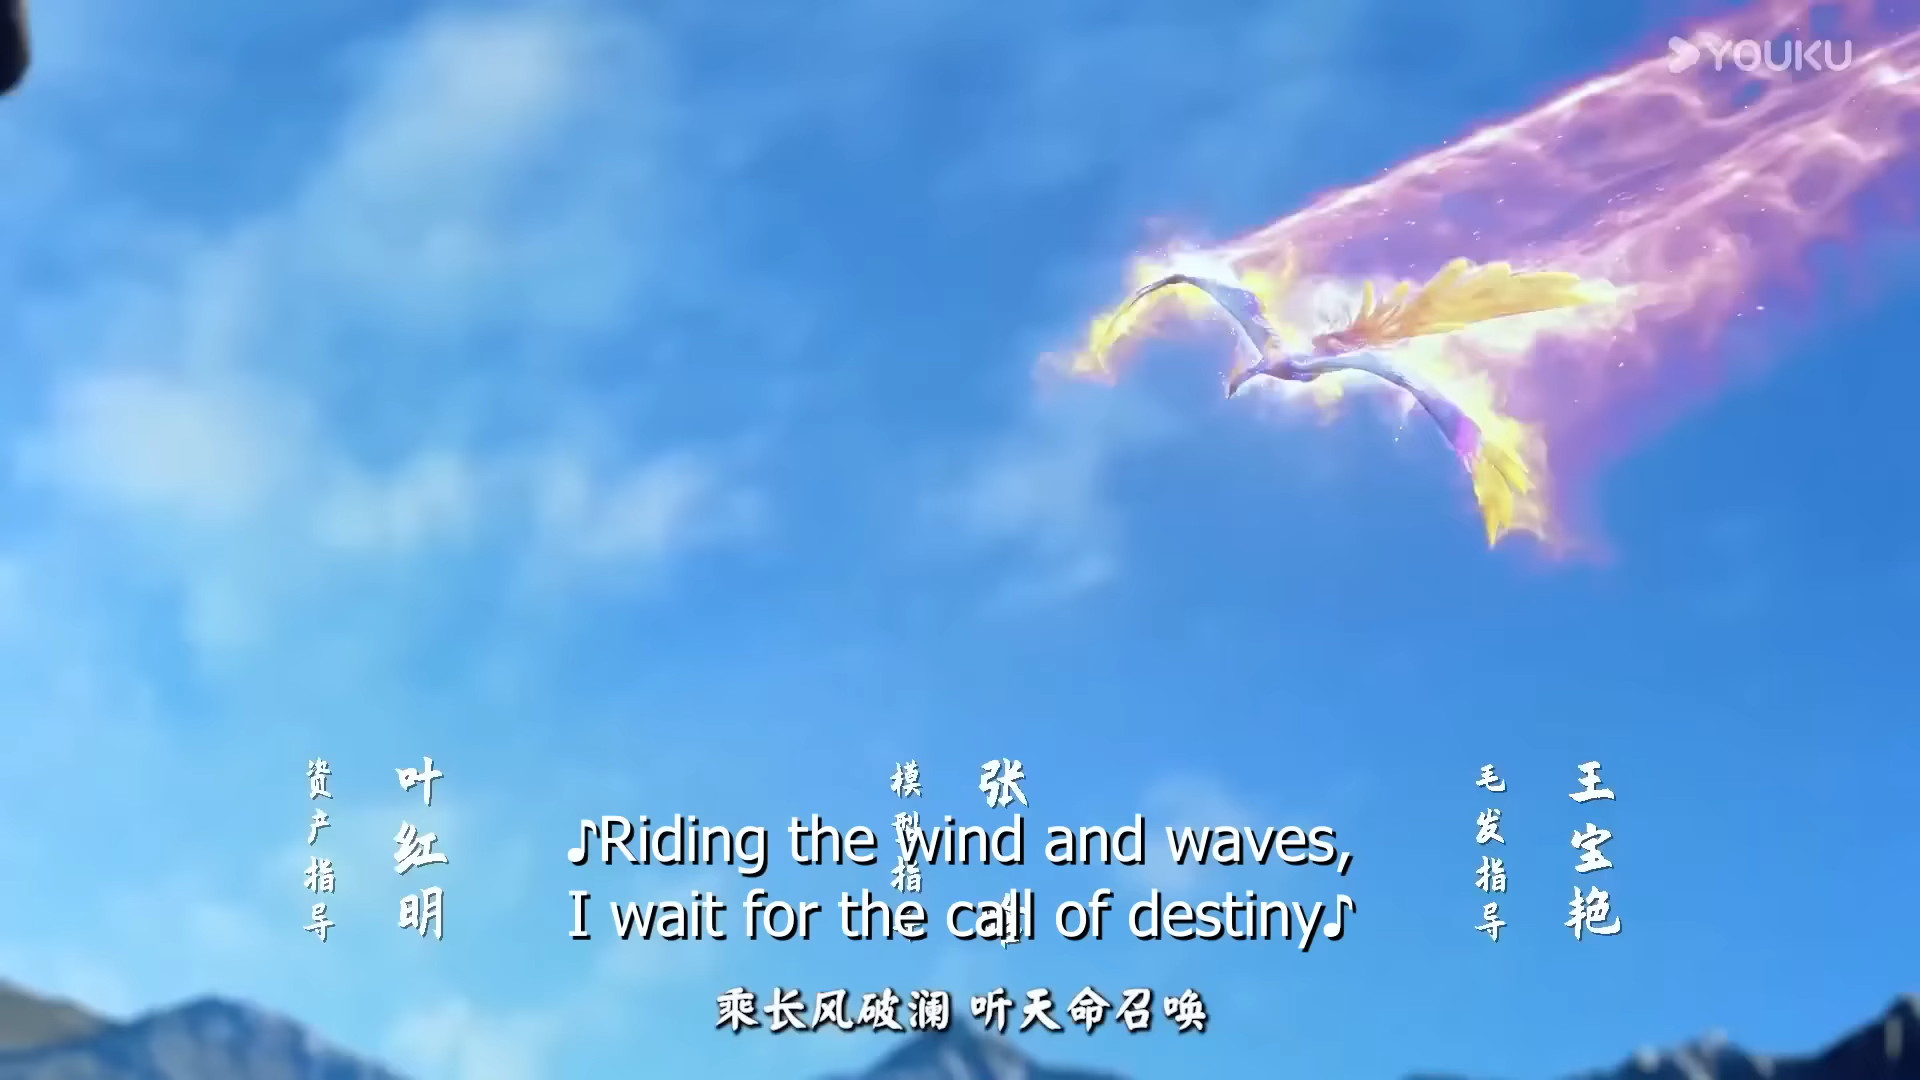 YOUKU
资产指导
叶红明
模型指导
张
毛发指导
王宝艳
♪Riding the wind and waves,
I wait for the call of destiny♪
乘长风破澜 听天命召唤